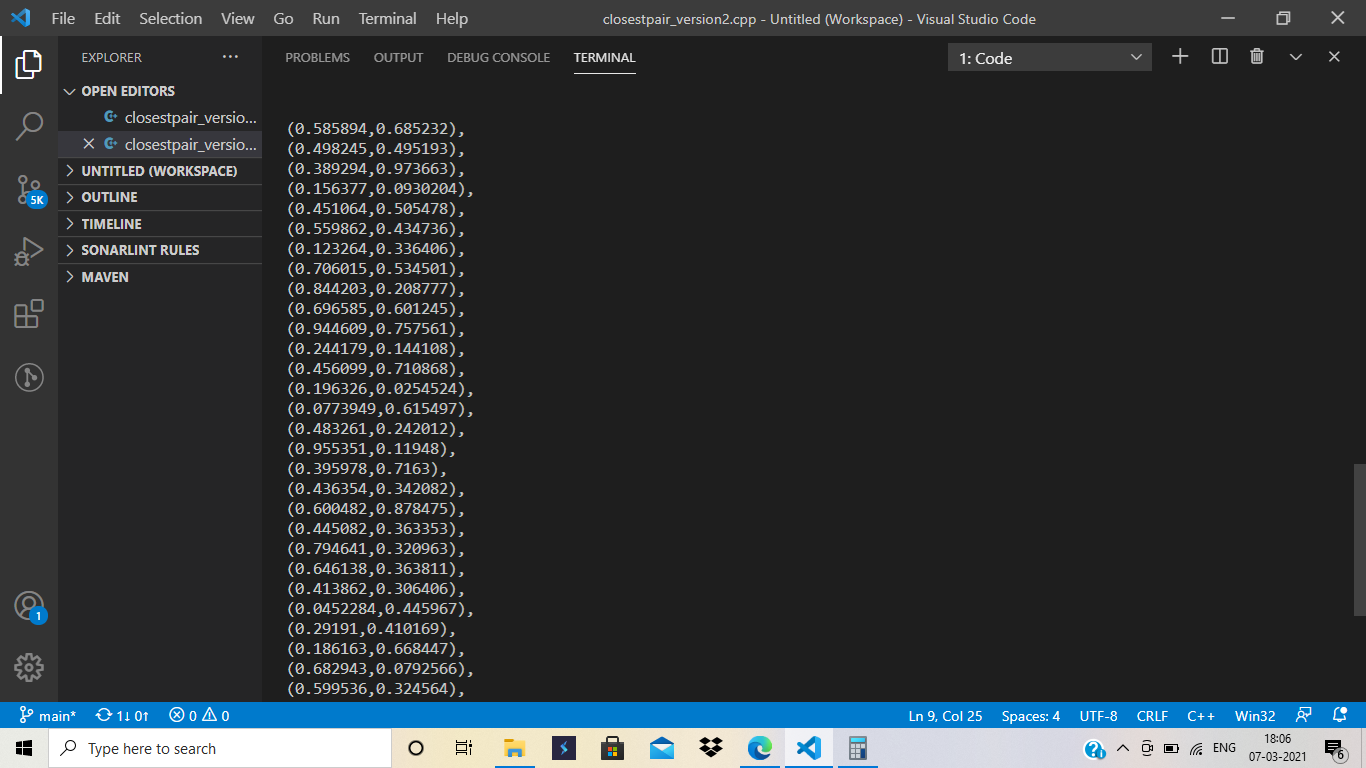 File Edit Selection View Go Run Terminal Help closestpair_version2.cpp - Untitled (Workspace) - Visual Studio Code
EXPLORER ···
OPEN EDITORS
closestpair_versio...
closestpair_versio...
UNTITLED (WORKSPACE)
OUTLINE
TIMELINE
SONARLINT RULES
MAVEN
5K
1
PROBLEMS OUTPUT DEBUG CONSOLE TERMINAL 1: Code
(0.585894,0.685232),
(0.498245,0.495193),
(0.389294,0.973663),
(0.156377,0.0930204),
(0.451064,0.505478),
(0.559862,0.434736),
(0.123264,0.336406),
(0.706015,0.534501),
(0.844203,0.208777),
(0.696585,0.601245),
(0.944609,0.757561),
(0.244179,0.144108),
(0.456099,0.710868),
(0.196326,0.0254524),
(0.0773949,0.615497),
(0.483261,0.242012),
(0.955351,0.11948),
(0.395978,0.7163),
(0.436354,0.342082),
(0.600482,0.878475),
(0.445082,0.363353),
(0.794641,0.320963),
(0.646138,0.363811),
(0.413862,0.306406),
(0.0452284,0.445967),
(0.29191,0.410169),
(0.186163,0.668447),
(0.682943,0.0792566),
(0.599536,0.324564),
main* 1↓ 0↑ 0 0 Ln 9, Col 25 Spaces: 4 UTF-8 CRLF C++ Win32
Type here to search ENG 18:06
07-03-2021 6